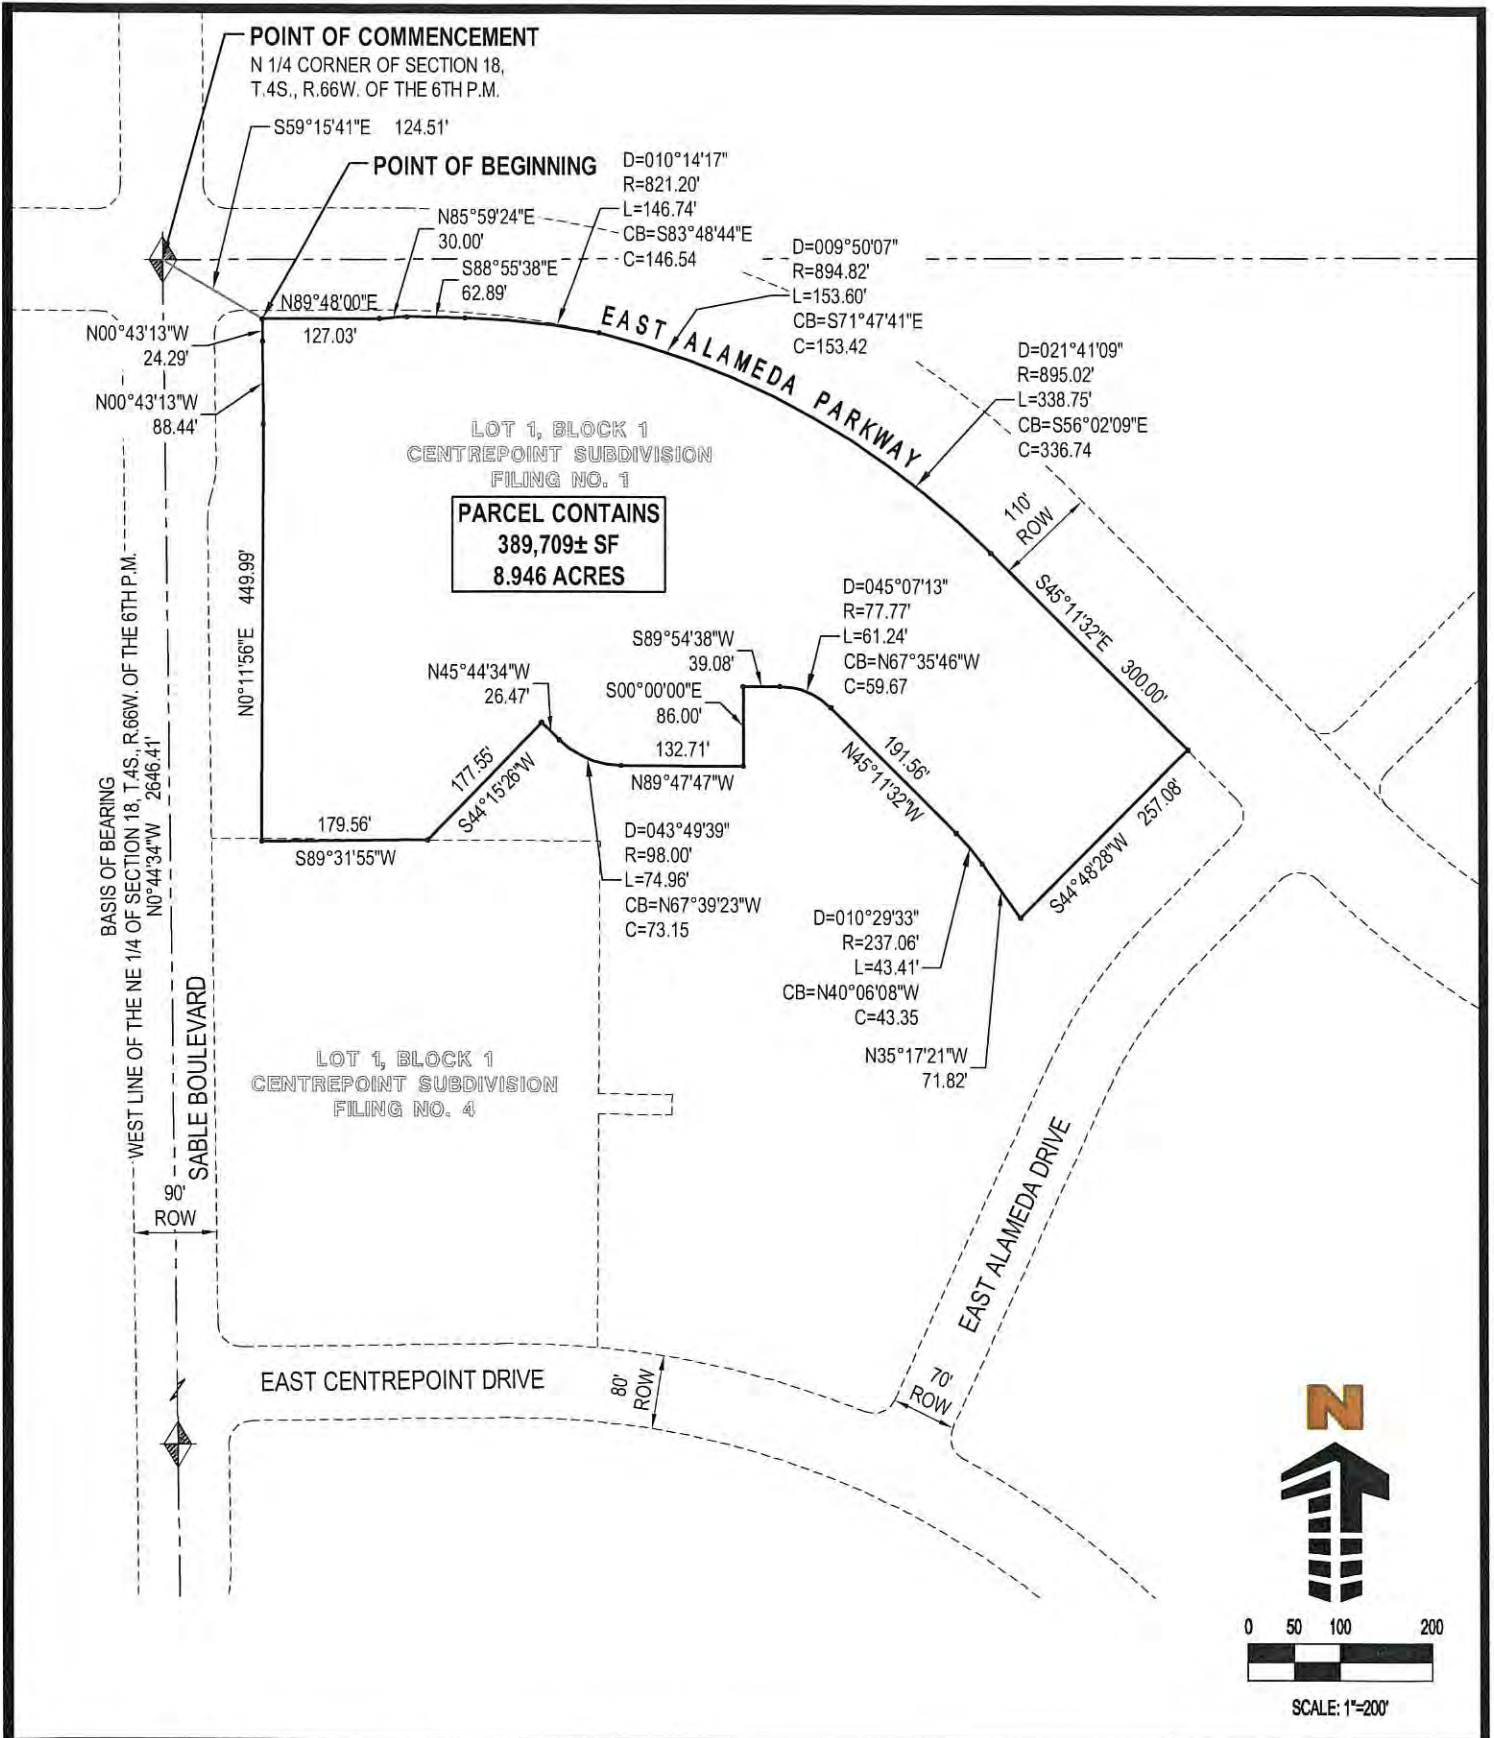 POINT OF COMMENCEMENT
N 1/4 CORNER OF SECTION 18,
T.4S., R.66W. OF THE 6TH P.M.
S59°15'41"E 124.51'
POINT OF BEGINNING
D=010°14'17"
R=821.20'
L=146.74'
CB=S83°48'44"E
C=146.54
N85°59'24"E
30.00'
S88°55'38"E
62.89'
D=009°50'07"
R=894.82'
L=153.60'
CB=S71°47'41"E
C=153.42
N89°48'00"E
127.03'
N00°43'13"W
24.29'
N00°43'13"W
88.44'
EAST ALAMEDA PARKWAY
D=021°41'09"
R=895.02'
L=338.75'
CB=S56°02'09"E
C=336.74
LOT 1, BLOCK 1
CENTREPOINT SUBDIVISION
FILING NO. 1
PARCEL CONTAINS
389,709± SF
8.946 ACRES
110'
ROW
S45°11'32"E 300.00'
N0°11'56"E 449.99'
D=045°07'13"
R=77.77'
L=61.24'
CB=N67°35'46"W
C=59.67
S89°54'38"W
39.08'
S00°00'00"E
86.00'
N45°44'34"W
26.47'
132.71'
N89°47'47"W
191.56'
N45°11'32"W
177.55'
S44°15'26"W
179.56'
S89°31'55"W
D=043°49'39"
R=98.00'
L=74.96'
CB=N67°39'23"W
C=73.15
S44°48'28"W 257.08'
D=010°29'33"
R=237.06'
L=43.41'
CB=N40°06'08"W
C=43.35
N35°17'21"W
71.82'
BASIS OF BEARING
WEST LINE OF THE NE 1/4 OF SECTION 18, T.4S., R.66W. OF THE 6TH P.M.
N0°44'34"W 2646.41'
SABLE BOULEVARD
LOT 1, BLOCK 1
CENTREPOINT SUBDIVISION
FILING NO. 4
90'
ROW
EAST ALAMEDA DRIVE
EAST CENTREPOINT DRIVE
80'
ROW
70'
ROW
N
0 50 100 200
SCALE: 1"=200'